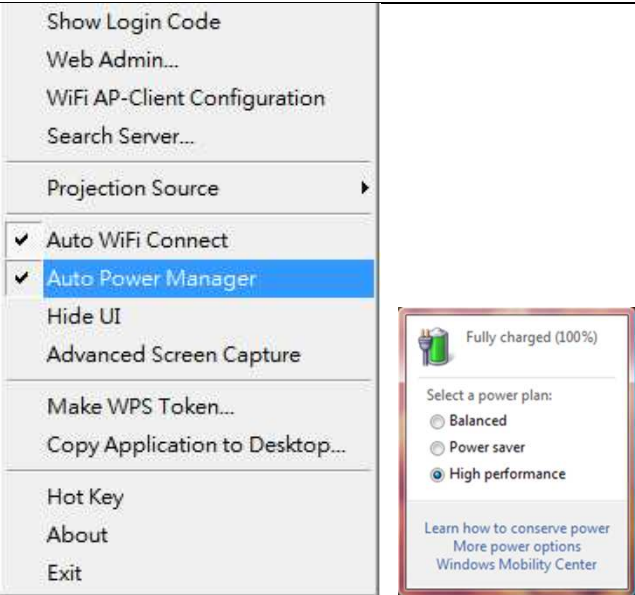 Show Login Code
Web Admin...
WiFi AP-Client Configuration
Search Server...
Projection Source
Auto WiFi Connect
Auto Power Manager
Hide UI
Advanced Screen Capture
Make WPS Token...
Copy Application to Desktop...
Hot Key
About
Exit
Fully charged (100%)
Select a power plan:
Balanced
Power saver
High performance
Learn how to conserve power
More power options
Windows Mobility Center